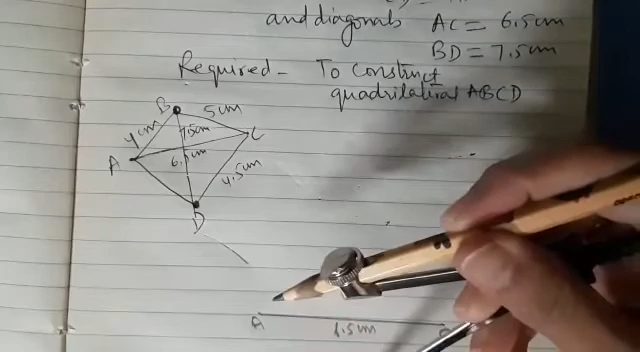 and diagonals AC = 6.5cm
BD = 7.5cm
Required - To construct
quadrilateral ABCD
B
5cm
4cm
7.5cm
C
A
6.5cm
4.5cm
D
A
6.5cm
C